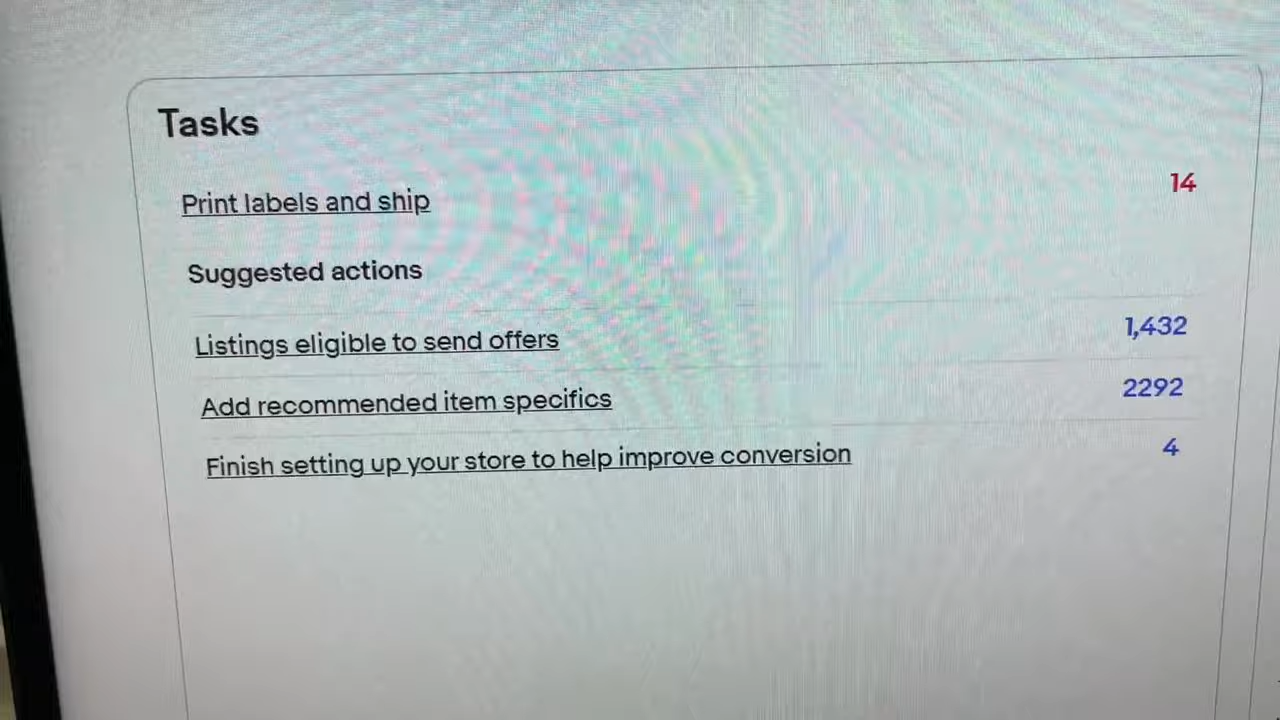 Tasks
Print labels and ship 14
Suggested actions
Listings eligible to send offers 1,432
Add recommended item specifics 2292
Finish setting up your store to help improve conversion 4